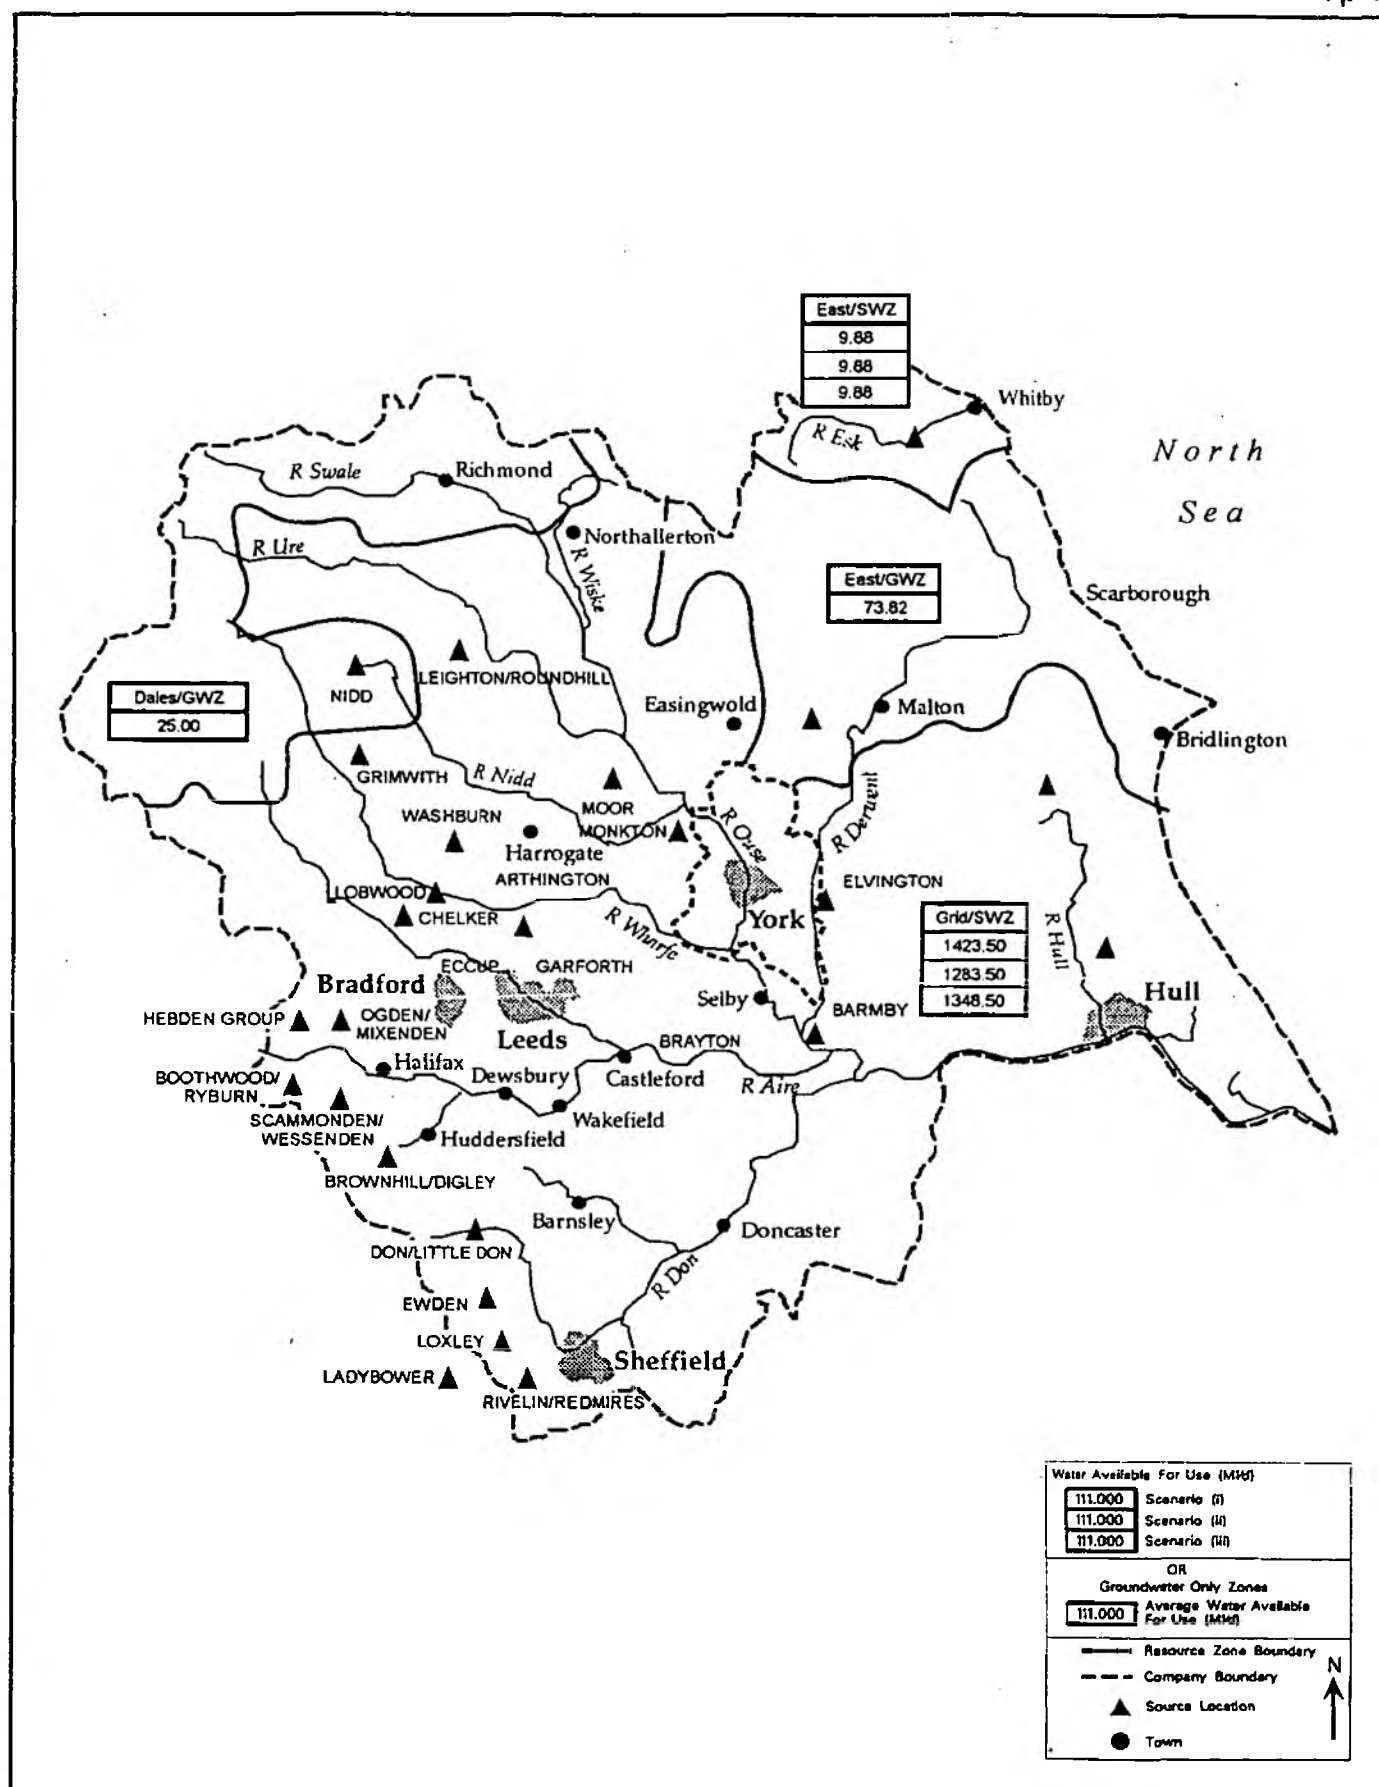 East/SWZ
9.88
9.88
9.88
Whitby
R Esk
North
Sea
R Swale
Richmond
R Ure
Northallerton
R Wiske
East/GWZ
73.82
Scarborough
LEIGHTON/ROUNDHILL
NIDD
Dales/GWZ
25.00
Easingwold
Malton
Bridlington
GRIMWITH
R Nidd
MOOR
MONKTON
WASHBURN
Harrogate
R Ouse
R Derwent
ARTHINGTON
ELVINGTON
LOBWOOD
CHELKER
R Wharfe
York
Grid/SWZ
1423.50
1283.50
1348.50
R Hull
ECCUP
GARFORTH
Bradford
Selby
Hull
HEBDEN GROUP
OGDEN/
MIXENDEN
BARMBY
Leeds
BRAYTON
Halifax
Dewsbury
Castleford
R Aire
BOOTHWOOD/
RYBURN
SCAMMONDEN/
WESSENDEN
Wakefield
Huddersfield
BROWNHILL/DIGLEY
Barnsley
Doncaster
DON/LITTLE DON
R Don
EWDEN
LOXLEY
Sheffield
LADYBOWER
RIVELIN/REDMIRES
Water Available For Use (Ml/d)
111.000 Scenario (i)
111.000 Scenario (ii)
111.000 Scenario (iii)
OR
Groundwater Only Zones
111.000 Average Water Available
For Use (Ml/d)
Resource Zone Boundary
Company Boundary
N
Source Location
Town